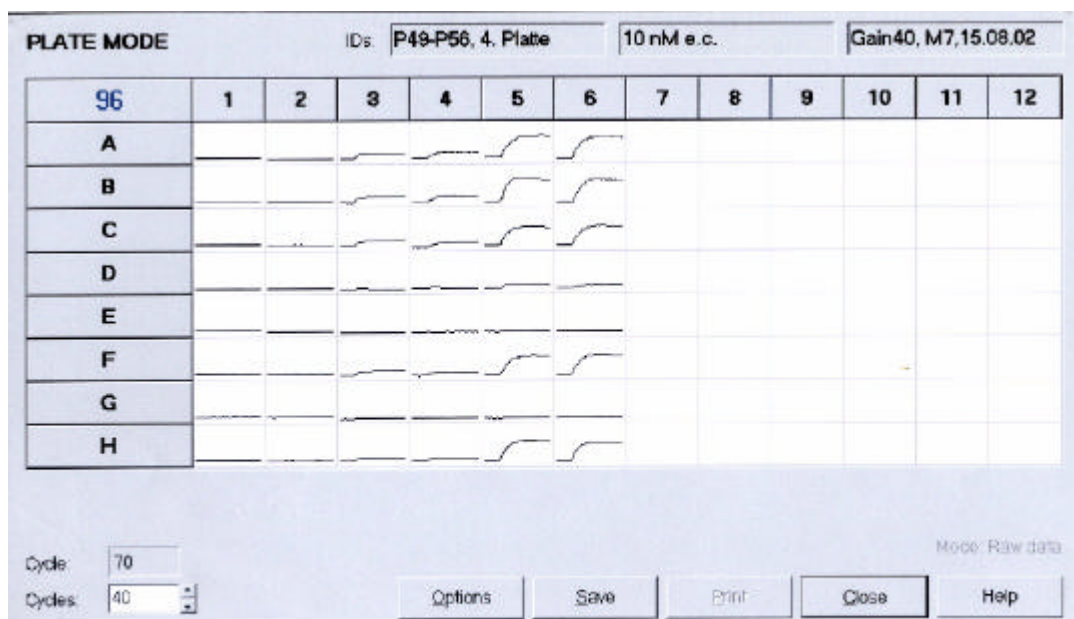 PLATE MODE IDs: P49-P56, 4. Platte 10 nM e.c. Gain40, M7,15.08.02
96 1 2 3 4 5 6 7 8 9 10 11 12
A
B
C
D
E
F
G
H
Mode: Raw data
Cycle: 70
Cycles: 40 Options Save Print Close Help